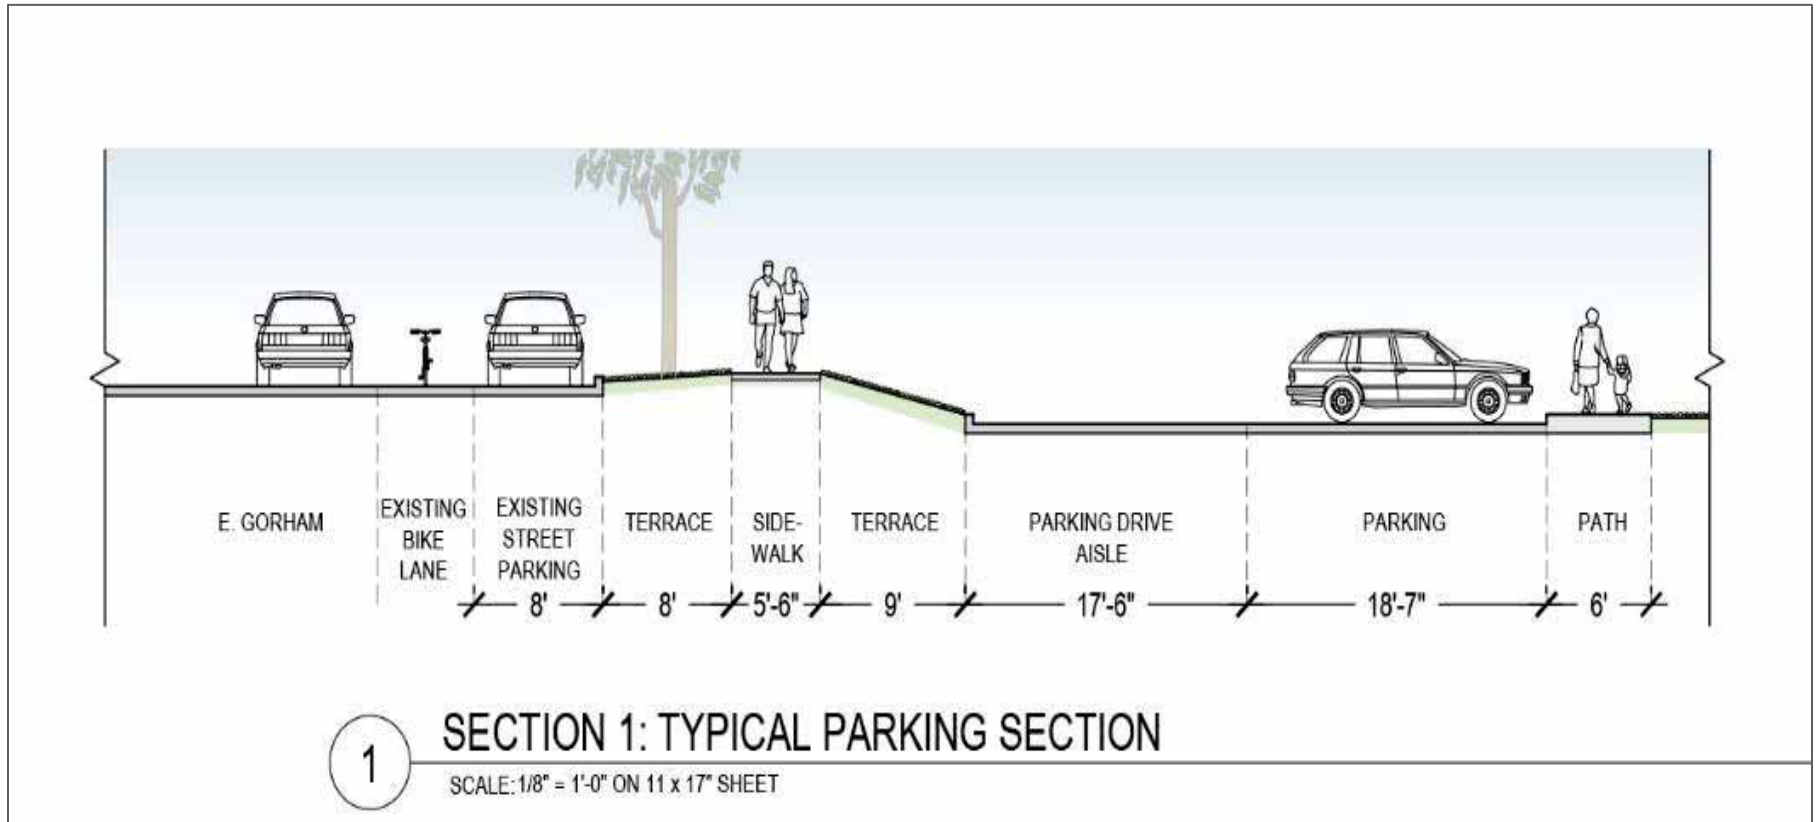 E. GORHAM
EXISTING
BIKE
LANE
EXISTING
STREET
PARKING
TERRACE
SIDE-
WALK
TERRACE
PARKING DRIVE
AISLE
PARKING
PATH
8'
8'
5'-6"
9'
17'-6"
18'-7"
6'
1
SECTION 1: TYPICAL PARKING SECTION
SCALE: 1/8" = 1'-0" ON 11 x 17" SHEET